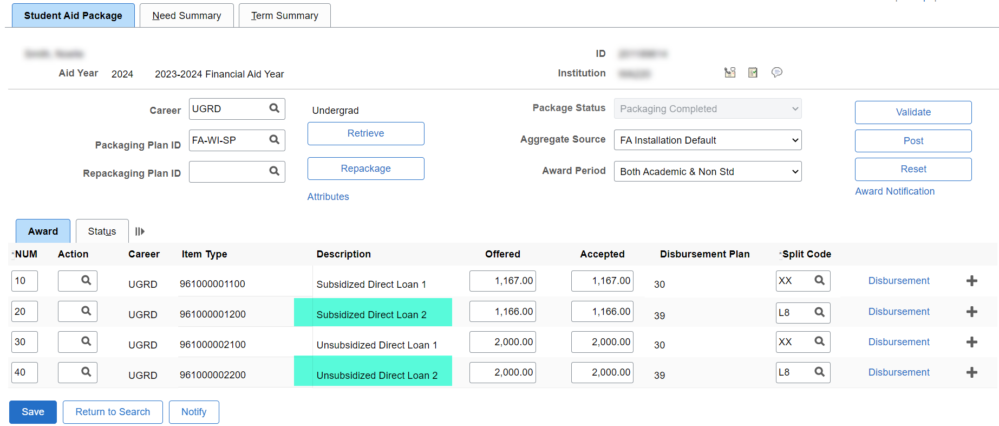 Student Aid Package Need Summary Term Summary
ID
Aid Year 2024 2023-2024 Financial Aid Year Institution
Career UGRD Undergrad Package Status Packaging Completed Validate
Retrieve
Packaging Plan ID FA-WI-SP Aggregate Source FA Installation Default Post
Repackaging Plan ID Repackage Award Period Both Academic & Non Std Reset
Attributes Award Notification
Award Status
*NUM Action Career Item Type Description Offered Accepted Disbursement Plan *Split Code
10 UGRD 961000001100 Subsidized Direct Loan 1 1,167.00 1,167.00 30 XX Disbursement
20 UGRD 961000001200 Subsidized Direct Loan 2 1,166.00 1,166.00 39 L8 Disbursement
30 UGRD 961000002100 Unsubsidized Direct Loan 1 2,000.00 2,000.00 30 XX Disbursement
40 UGRD 961000002200 Unsubsidized Direct Loan 2 2,000.00 2,000.00 39 L8 Disbursement
Save Return to Search Notify